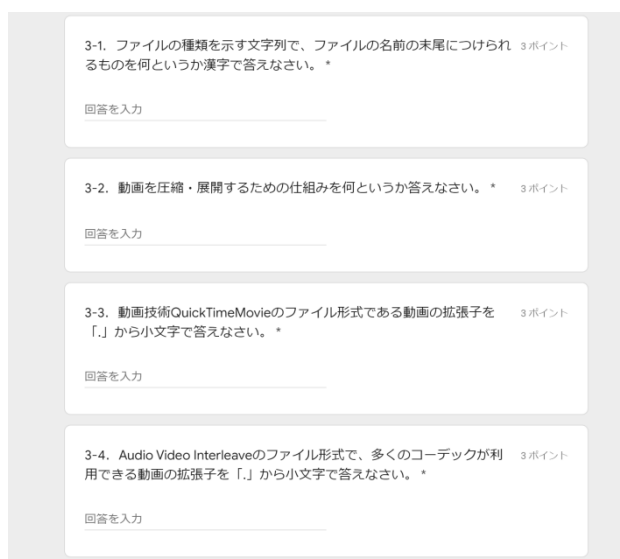 3-1. ファイルの種類を示す文字列で、ファイルの名前の末尾につけられ 3 ポイント
るものを何というか漢字で答えなさい。 *
回答を入力
3-2. 動画を圧縮・展開するための仕組みを何というか答えなさい。 * 3 ポイント
回答を入力
3-3. 動画技術QuickTimeMovieのファイル形式である動画の拡張子を 3 ポイント
「.」から小文字で答えなさい。 *
回答を入力
3-4. Audio Video Interleaveのファイル形式で、多くのコーデックが利 3 ポイント
用できる動画の拡張子を「.」から小文字で答えなさい。 *
回答を入力